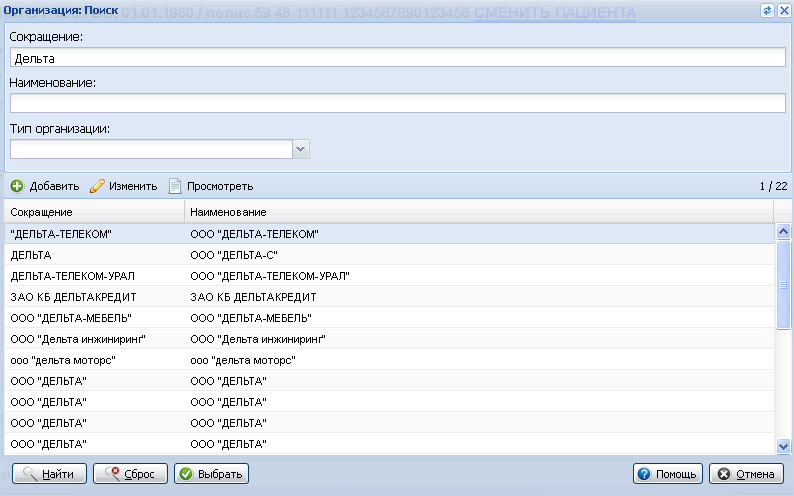 01.01.1980 / полис 59 48 111111 1234567890123456 СМЕНИТЬ ПАЦИЕНТА
Организация: Поиск
Сокращение:
Дельта
Наименование:
Тип организации:
Добавить Изменить Просмотреть 1 / 22
Сокращение Наименование
"ДЕЛЬТА-ТЕЛЕКОМ" ООО "ДЕЛЬТА-ТЕЛЕКОМ"
ДЕЛЬТА ООО "ДЕЛЬТА-С"
ДЕЛЬТА-ТЕЛЕКОМ-УРАЛ ООО "ДЕЛЬТА-ТЕЛЕКОМ-УРАЛ"
ЗАО КБ ДЕЛЬТАКРЕДИТ ЗАО КБ ДЕЛЬТАКРЕДИТ
ООО "ДЕЛЬТА-МЕБЕЛЬ" ООО "ДЕЛЬТА-МЕБЕЛЬ"
ООО "Дельта инжиниринг" ООО "Дельта инжиниринг"
ооо "дельта моторс" ооо "дельта моторс"
ООО "ДЕЛЬТА" ООО "ДЕЛЬТА"
ООО "ДЕЛЬТА" ООО "ДЕЛЬТА"
ООО "ДЕЛЬТА" ООО "ДЕЛЬТА"
ООО "ДЕЛЬТА" ООО "ДЕЛЬТА"
Найти Сброс Выбрать Помощь Отмена